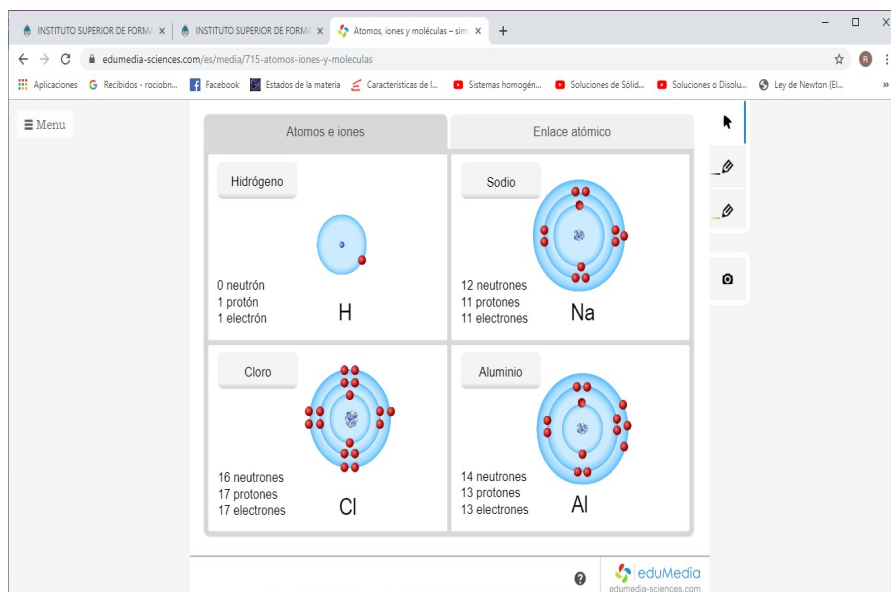 INSTITUTO SUPERIOR DE FORMA
INSTITUTO SUPERIOR DE FORMA
Atomos, iones y moléculas – sim
edumedia-sciences.com/es/media/715-atomos-iones-y-moleculas
R
Aplicaciones
Recibidos - rociobn...
Facebook
Estados de la materia
Características de l...
Sistemas homogén...
Soluciones de Sólid...
Soluciones o Disolu...
Ley de Newton (El...
Menu
Atomos e iones
Enlace atómico
Hidrógeno
0 neutrón
1 protón
1 electrón
H
Sodio
12 neutrones
11 protones
11 electrones
Na
Cloro
16 neutrones
17 protones
17 electrones
Cl
Aluminio
14 neutrones
13 protones
13 electrones
Al
eduMedia
edumedia-sciences.com